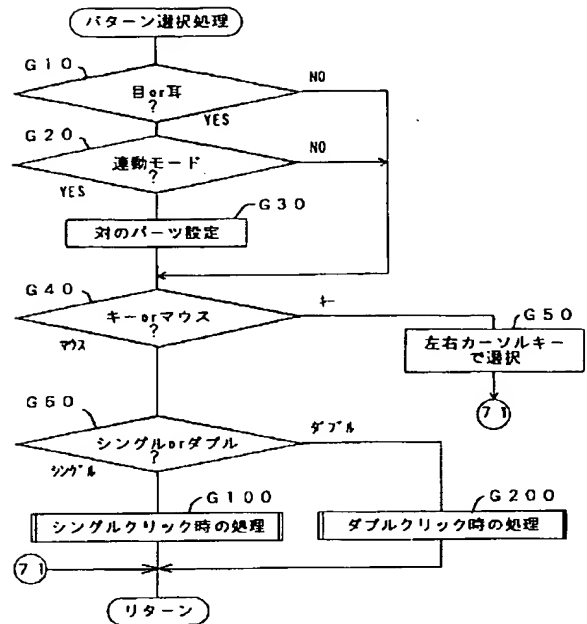 パターン選択処理
G10
目or耳
?
NO
YES
G20
連動モード
?
NO
YES
G30
対のパーツ設定
G40
キーorマウス
?
キー
マウス
G50
左右カーソルキー
で選択
71
G60
シングルorダブル
?
ダブル
シングル
G100
シングルクリック時の処理
G200
ダブルクリック時の処理
71
リターン